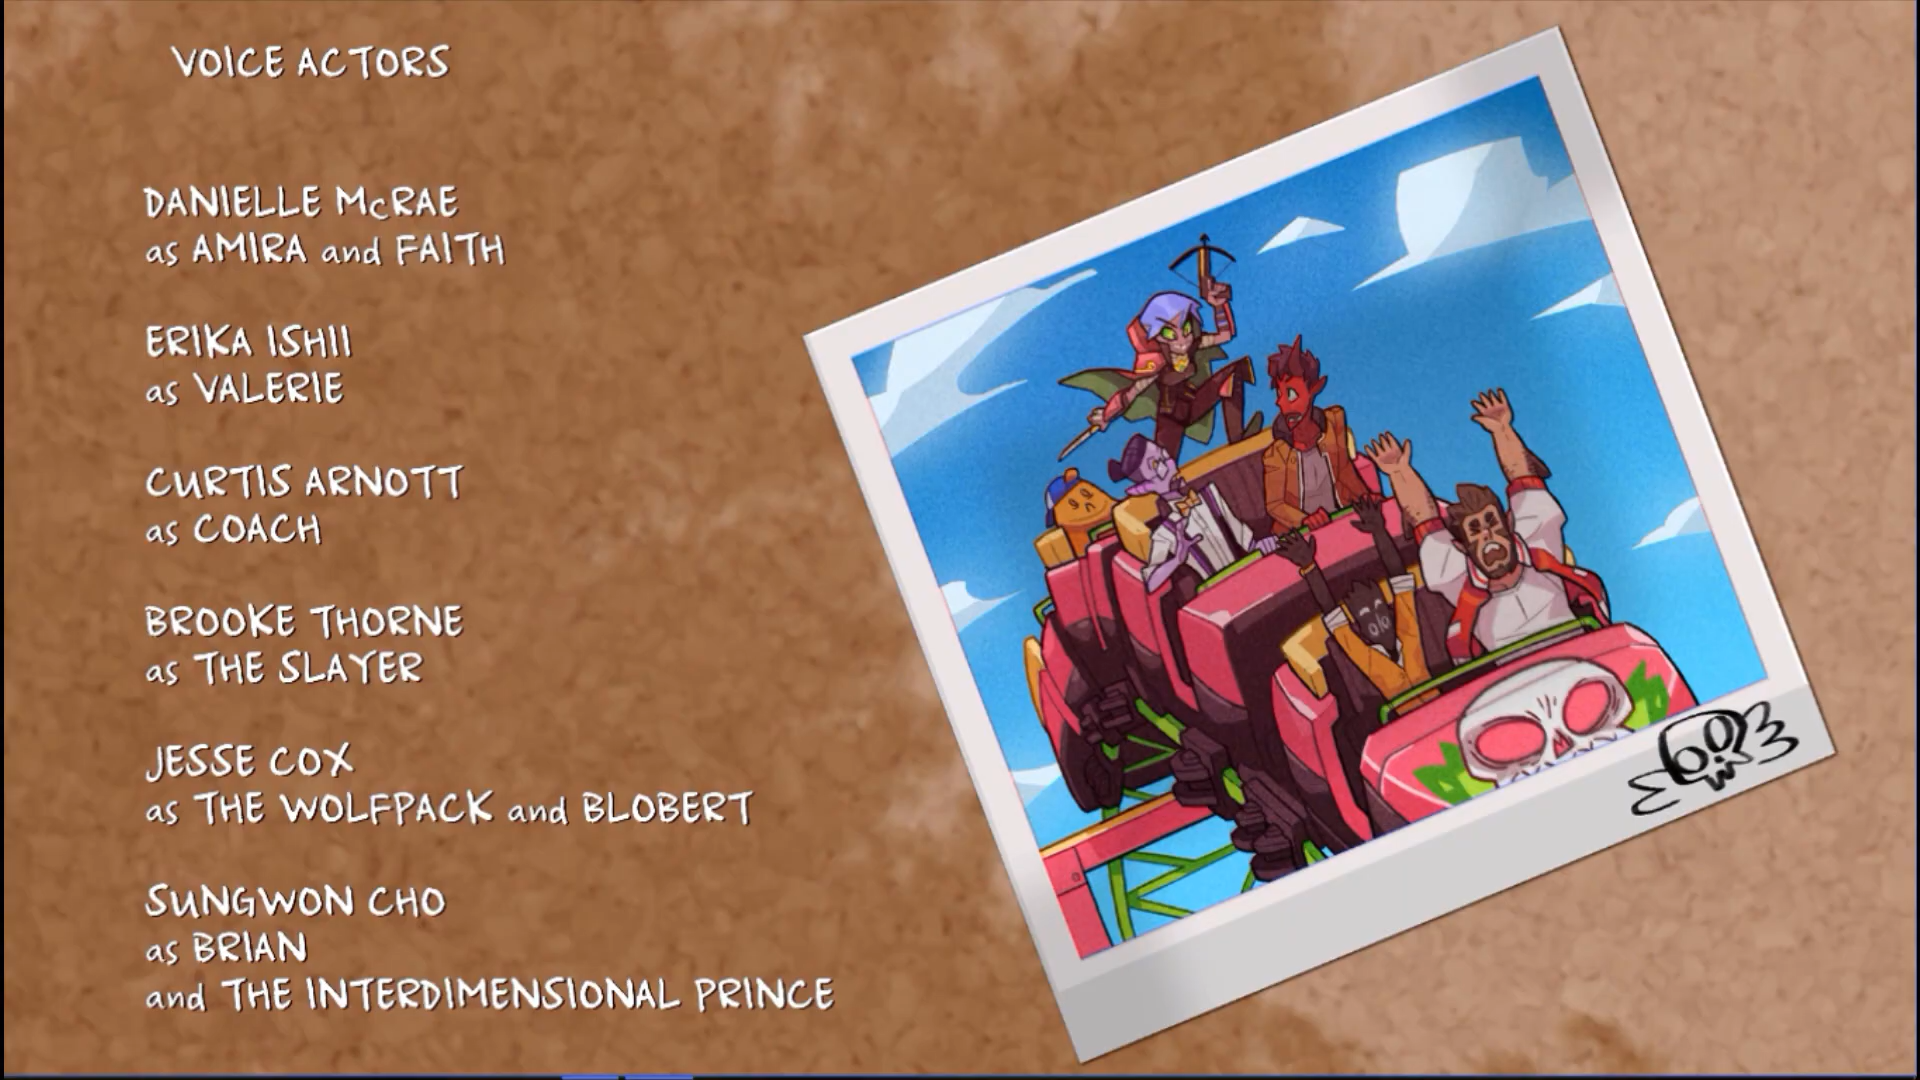 VOICE ACTORS
DANIELLE McRAE
as AMIRA and FAITH
ERIKA ISHII
as VALERIE
CURTIS ARNOTT
as COACH
BROOKE THORNE
as THE SLAYER
JESSE COX
as THE WOLFPACK and BLOBERT
SUNGWON CHO
as BRIAN
and THE INTERDIMENSIONAL PRINCE